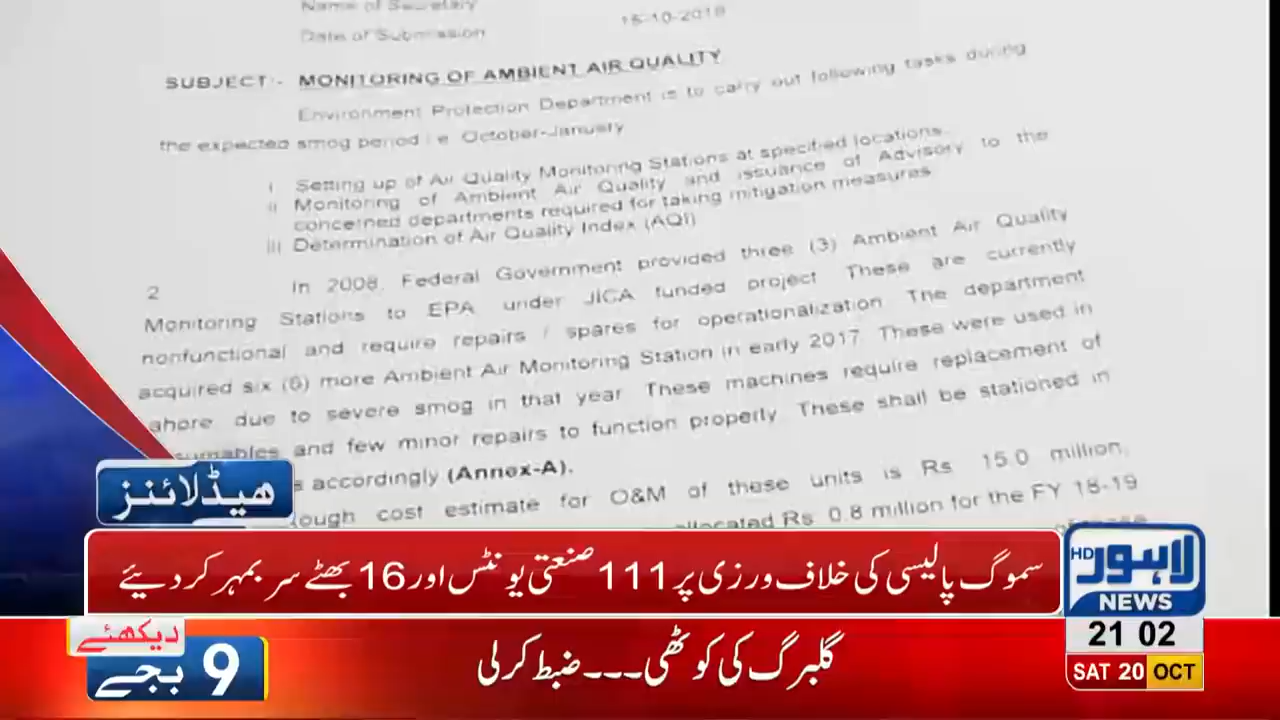 Name of Secretary
Date of Submission
15-10-2018
SUBJECT:- MONITORING OF AMBIENT AIR QUALITY
Environment Protection Department is to carry out following tasks during
the expected smog period i.e. October-January
i Setting up of Air Quality Monitoring Stations at specified locations.
ii Monitoring of Ambient Air Quality and issuance of Advisory to the
concerned departments required for taking mitigation measures
iii Determination of Air Quality Index (AQI)
2 In 2008, Federal Government provided three (3) Ambient Air Quality
Monitoring Stations to EPA under JICA funded project. These are currently
nonfunctional and require repairs / spares for operationalization. The department
acquired six (6) more Ambient Air Monitoring Station in early 2017. These were used in
ahore due to severe smog in that year. These machines require replacement of
sumables and few minor repairs to function properly. These shall be stationed in
s accordingly (Annex-A).
ough cost estimate for O&M of these units is Rs 15.0 million.
allocated Rs 0.8 million for the FY 18-19
ہیڈلائنز
سموگ پالیسی کی خلاف ورزی پر 111 صنعتی یونٹس اور 16 بھٹے سربمہر کر دیئے
HD لاہور
NEWS
21 02
SAT 20 OCT
دیکھئے
9 بجے
گلبرگ کی کوٹھی۔۔۔ضبط کر لی